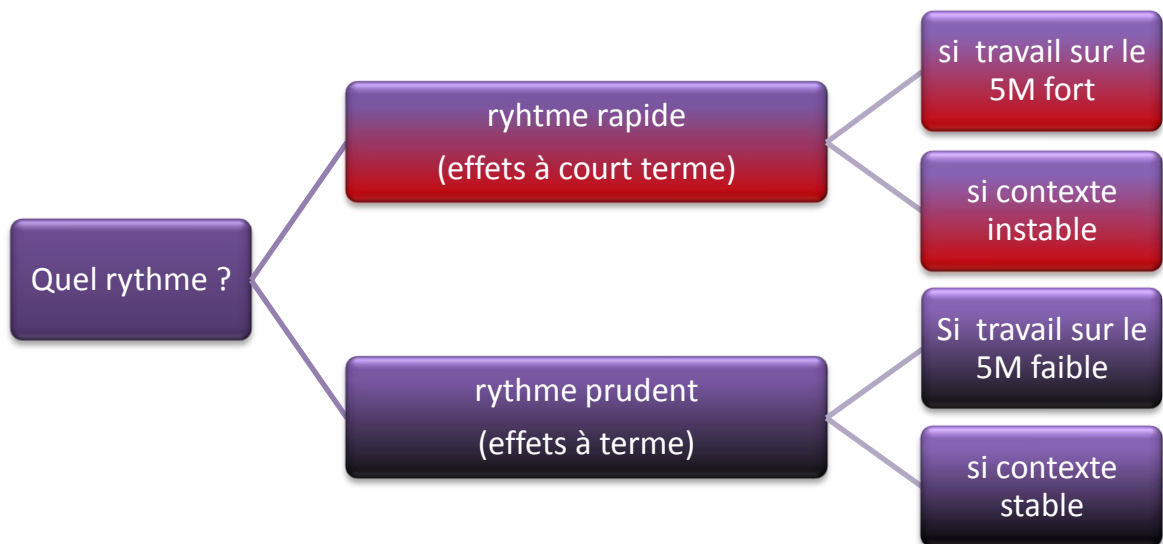 Quel rythme ?
ryhtme rapide
(effets à court terme)
si travail sur le
5M fort
si contexte
instable
rythme prudent
(effets à terme)
Si travail sur le
5M faible
si contexte
stable